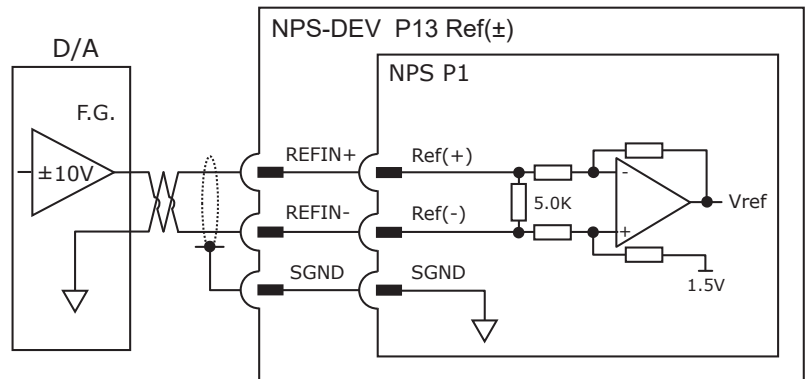 NPS-DEV P13 Ref(±)
D/A
NPS P1
F.G.
±10V
REFIN+
Ref(+)
-
5.0K
Vref
REFIN-
Ref(-)
+
SGND
SGND
1.5V